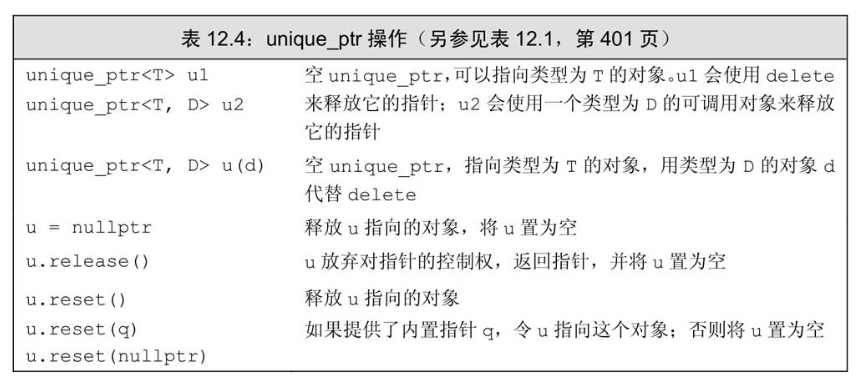 表 12.4：unique_ptr 操作（另参见表 12.1，第 401 页）
unique_ptr<T> u1 空 unique_ptr，可以指向类型为 T 的对象。u1 会使用 delete
unique_ptr<T, D> u2 来释放它的指针；u2 会使用一个类型为 D 的可调用对象来释放
它的指针
unique_ptr<T, D> u(d) 空 unique_ptr，指向类型为 T 的对象，用类型为 D 的对象 d
代替 delete
u = nullptr 释放 u 指向的对象，将 u 置为空
u.release() u 放弃对指针的控制权，返回指针，并将 u 置为空
u.reset() 释放 u 指向的对象
u.reset(q) 如果提供了内置指针 q，令 u 指向这个对象；否则将 u 置为空
u.reset(nullptr)